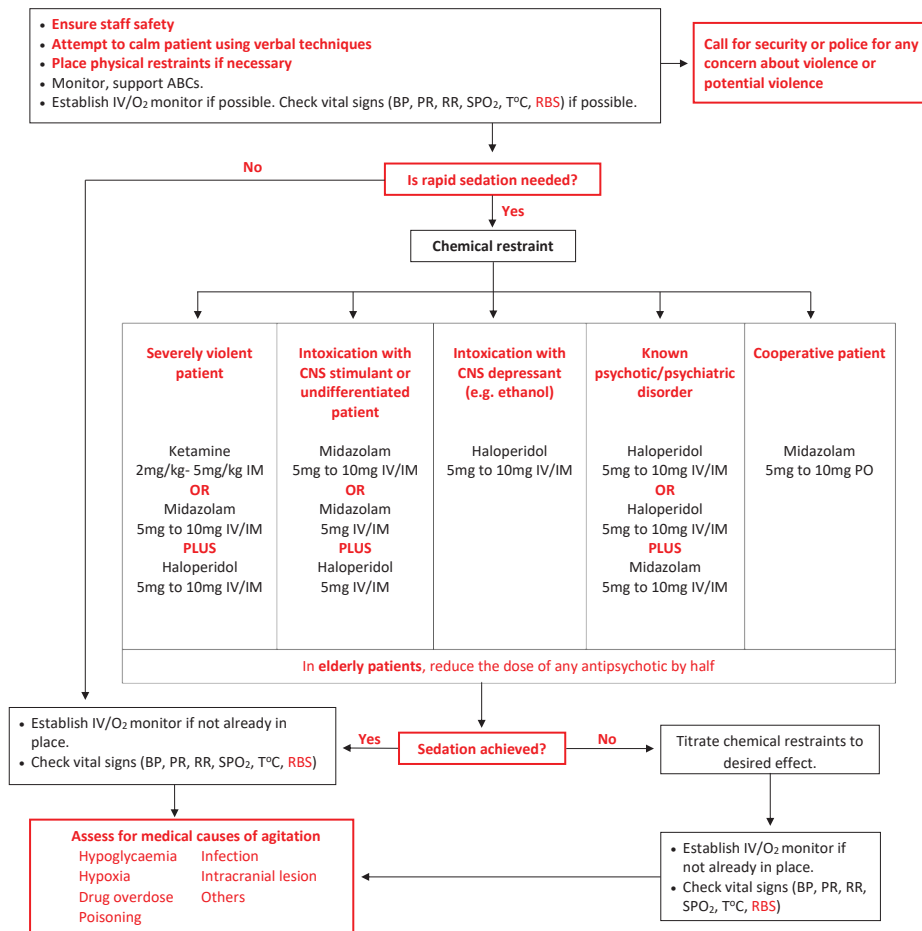 • Ensure staff safety
• Attempt to calm patient using verbal techniques
• Place physical restraints if necessary
• Monitor, support ABCs.
• Establish IV/O₂ monitor if possible. Check vital signs (BP, PR, RR, SPO₂, T⁰C, RBS) if possible.
Call for security or police for any
concern about violence or
potential violence
No
Is rapid sedation needed?
Yes
Chemical restraint
Severely violent
patient
Ketamine
2mg/kg- 5mg/kg IM
OR
Midazolam
5mg to 10mg IV/IM
PLUS
Haloperidol
5mg to 10mg IV/IM
Intoxication with
CNS stimulant or
undifferentiated
patient
Midazolam
5mg to 10mg IV/IM
OR
Midazolam
5mg IV/IM
PLUS
Haloperidol
5mg IV/IM
Intoxication with
CNS depressant
(e.g. ethanol)
Haloperidol
5mg to 10mg IV/IM
Known
psychotic/psychiatric
disorder
Haloperidol
5mg to 10mg IV/IM
OR
Haloperidol
5mg to 10mg IV/IM
PLUS
Midazolam
5mg to 10mg IV/IM
Cooperative patient
Midazolam
5mg to 10mg PO
In elderly patients, reduce the dose of any antipsychotic by half
• Establish IV/O₂ monitor if not already in
place.
• Check vital signs (BP, PR, RR, SPO₂, T⁰C, RBS)
Yes
Sedation achieved?
No
Titrate chemical restraints to
desired effect.
Assess for medical causes of agitation
Hypoglycaemia Infection
Hypoxia Intracranial lesion
Drug overdose Others
Poisoning
• Establish IV/O₂ monitor if
not already in place.
• Check vital signs (BP, PR, RR,
SPO₂, T⁰C, RBS)